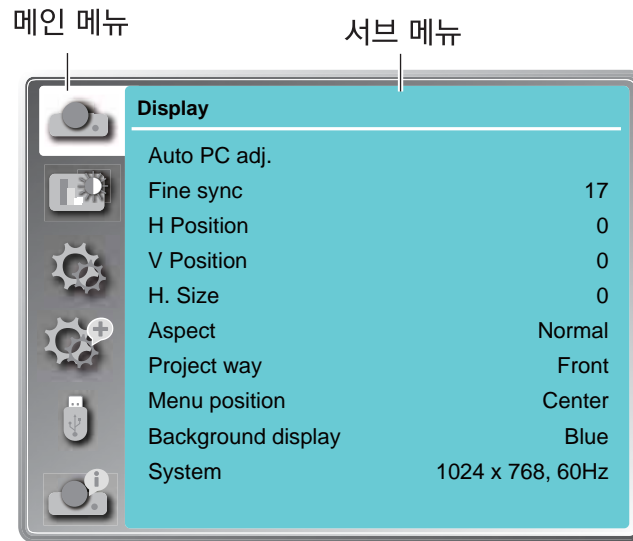 메인 메뉴
서브 메뉴
Display
Auto PC adj.
Fine sync 17
H Position 0
V Position 0
H. Size 0
Aspect Normal
Project way Front
Menu position Center
Background display Blue
System 1024 x 768, 60Hz